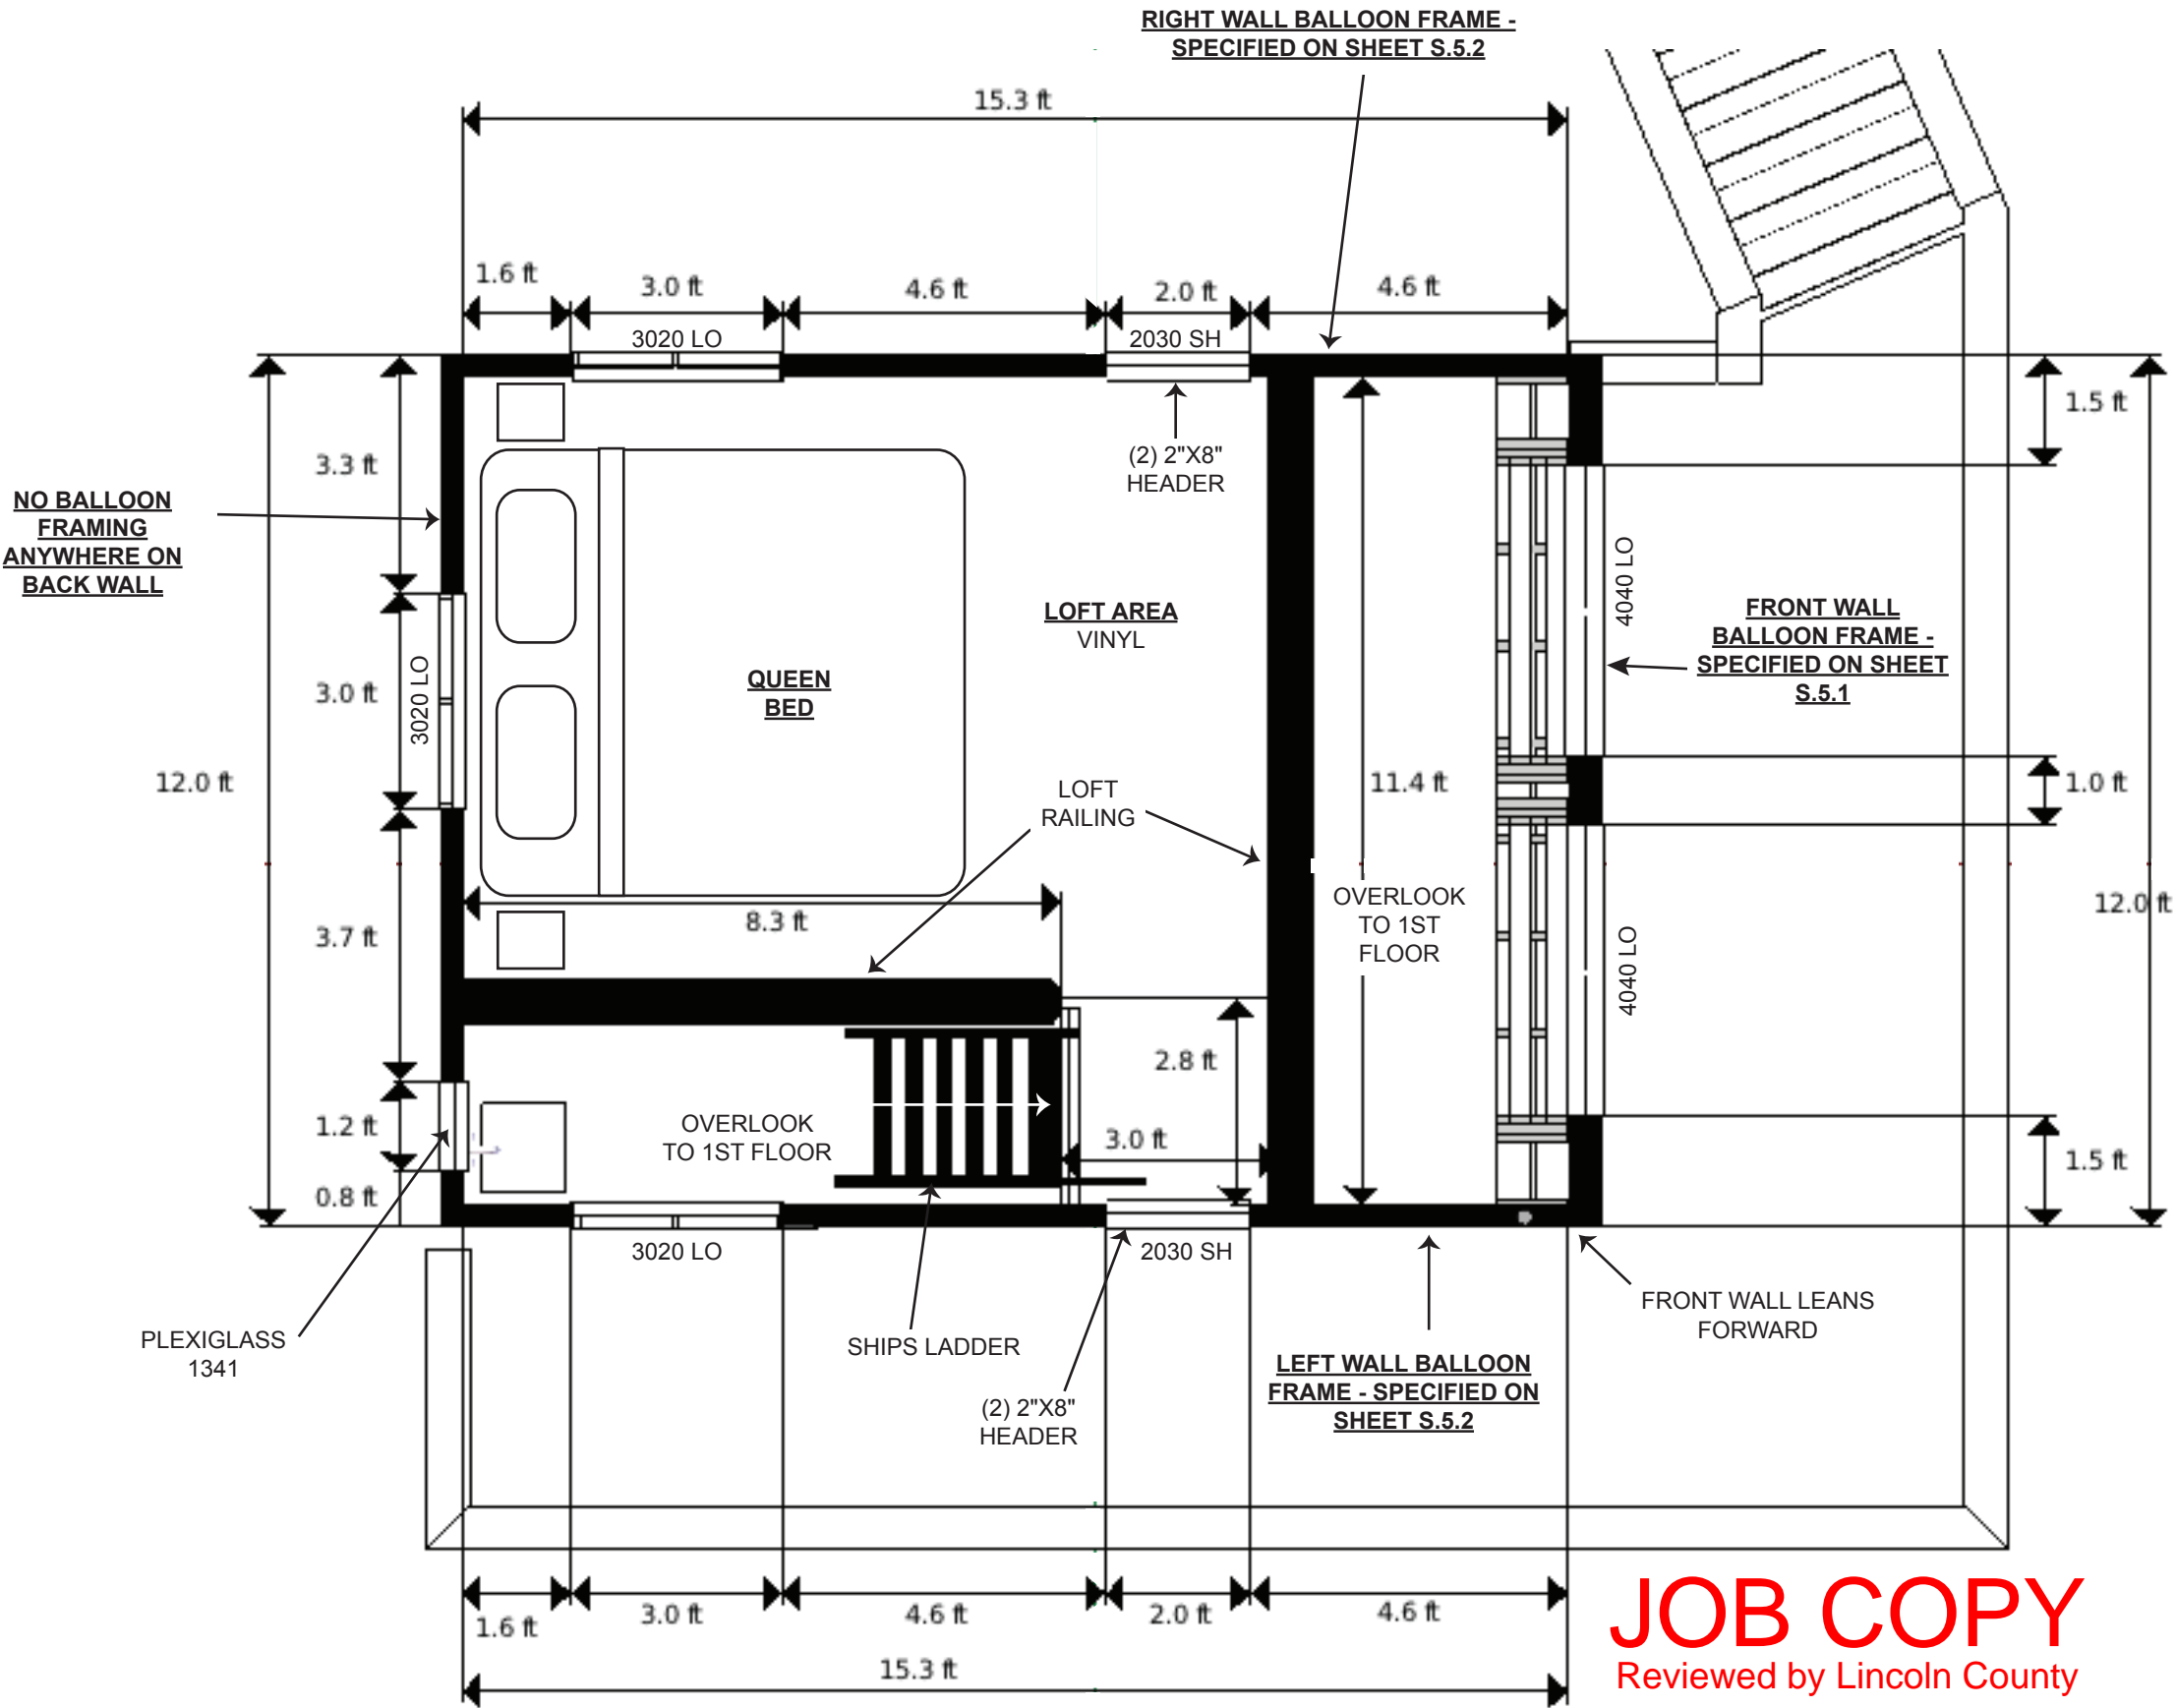 RIGHT WALL BALLOON FRAME -
SPECIFIED ON SHEET S.5.2
15.3 ft
1.6 ft
3.0 ft
4.6 ft
2.0 ft
4.6 ft
3020 LO
2030 SH
1.5 ft
3.3 ft
(2) 2"X8"
HEADER
NO BALLOON
FRAMING
ANYWHERE ON
BACK WALL
4040 LO
LOFT AREA
VINYL
FRONT WALL
BALLOON FRAME -
SPECIFIED ON SHEET
S.5.1
QUEEN
BED
3.0 ft
3020 LO
12.0 ft
LOFT
RAILING
11.4 ft
1.0 ft
OVERLOOK
TO 1ST
FLOOR
12.0 ft
8.3 ft
3.7 ft
4040 LO
2.8 ft
1.2 ft
OVERLOOK
TO 1ST FLOOR
3.0 ft
1.5 ft
0.8 ft
3020 LO
2030 SH
FRONT WALL LEANS
FORWARD
PLEXIGLASS
1341
SHIPS LADDER
LEFT WALL BALLOON
FRAME - SPECIFIED ON
SHEET S.5.2
(2) 2"X8"
HEADER
1.6 ft
3.0 ft
4.6 ft
2.0 ft
4.6 ft
15.3 ft
JOB COPY
Reviewed by Lincoln County